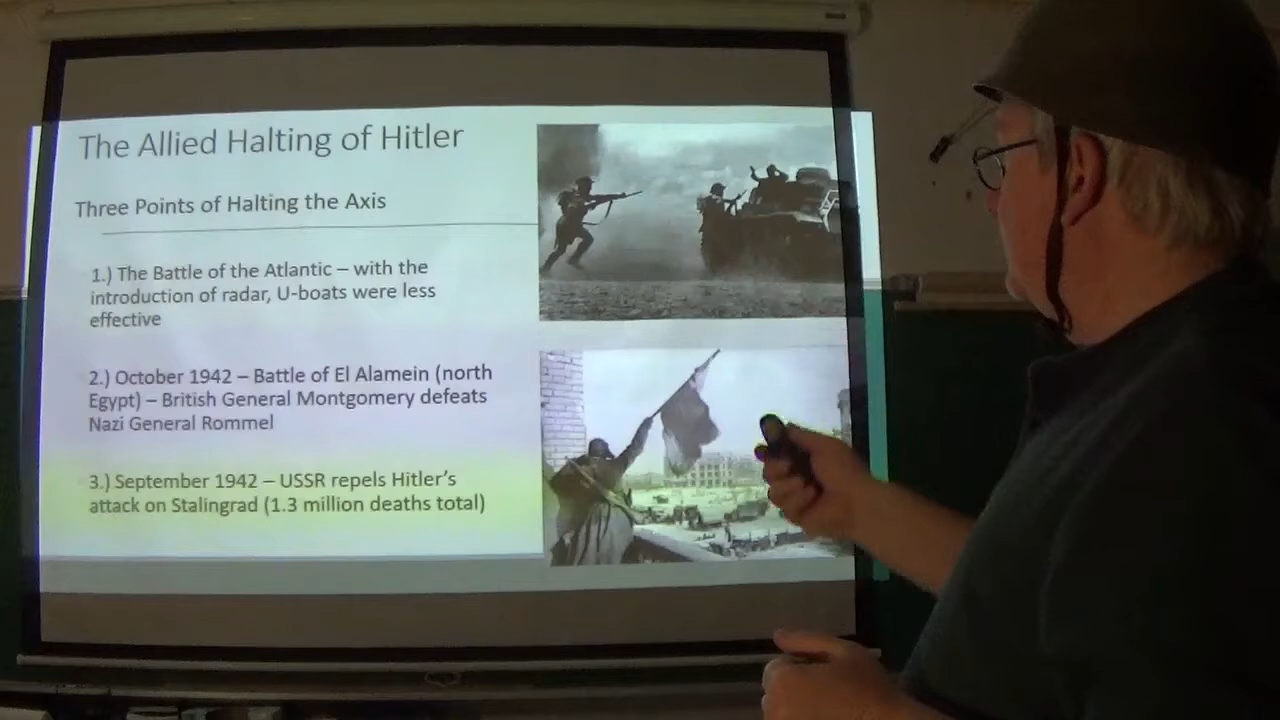 The Allied Halting of Hitler
Three Points of Halting the Axis
1.) The Battle of the Atlantic – with the
introduction of radar, U-boats were less
effective
2.) October 1942 – Battle of El Alamein (north
Egypt) – British General Montgomery defeats
Nazi General Rommel
3.) September 1942 – USSR repels Hitler's
attack on Stalingrad (1.3 million deaths total)